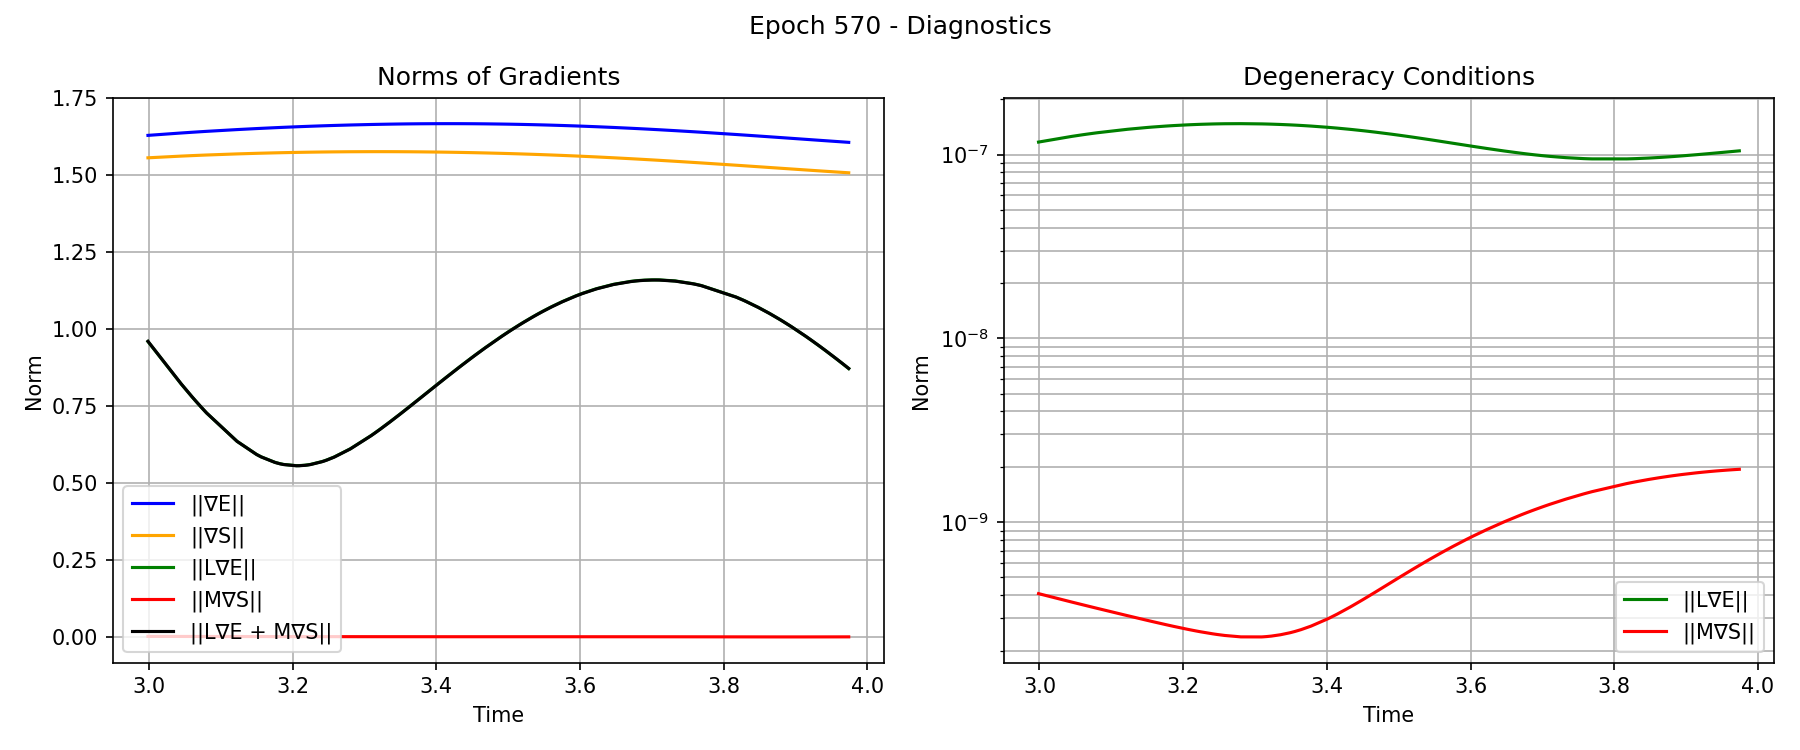 Epoch 570 - Diagnostics
Norms of Gradients
1.75
1.50
1.25
1.00
0.75
0.50
0.25
0.00
Norm
||∇E||
||∇S||
||L∇E||
||M∇S||
||L∇E + M∇S||
3.0 3.2 3.4 3.6 3.8 4.0
Time
Degeneracy Conditions
10⁻⁷
10⁻⁸
10⁻⁹
Norm
||L∇E||
||M∇S||
3.0 3.2 3.4 3.6 3.8 4.0
Time